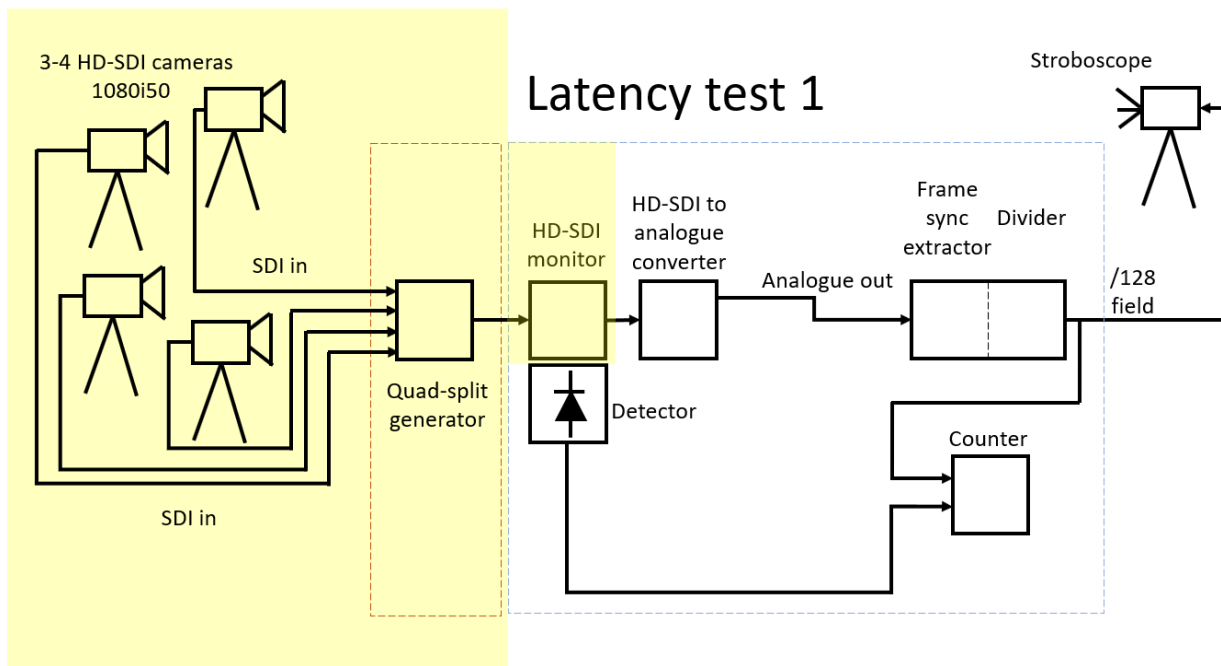 3-4 HD-SDI cameras
1080i50
Latency test 1
Stroboscope
SDI in
HD-SDI
monitor
HD-SDI to
analogue
converter
Analogue out
Frame
sync
extractor
Divider
/128
field
Quad-split
generator
Detector
Counter
SDI in